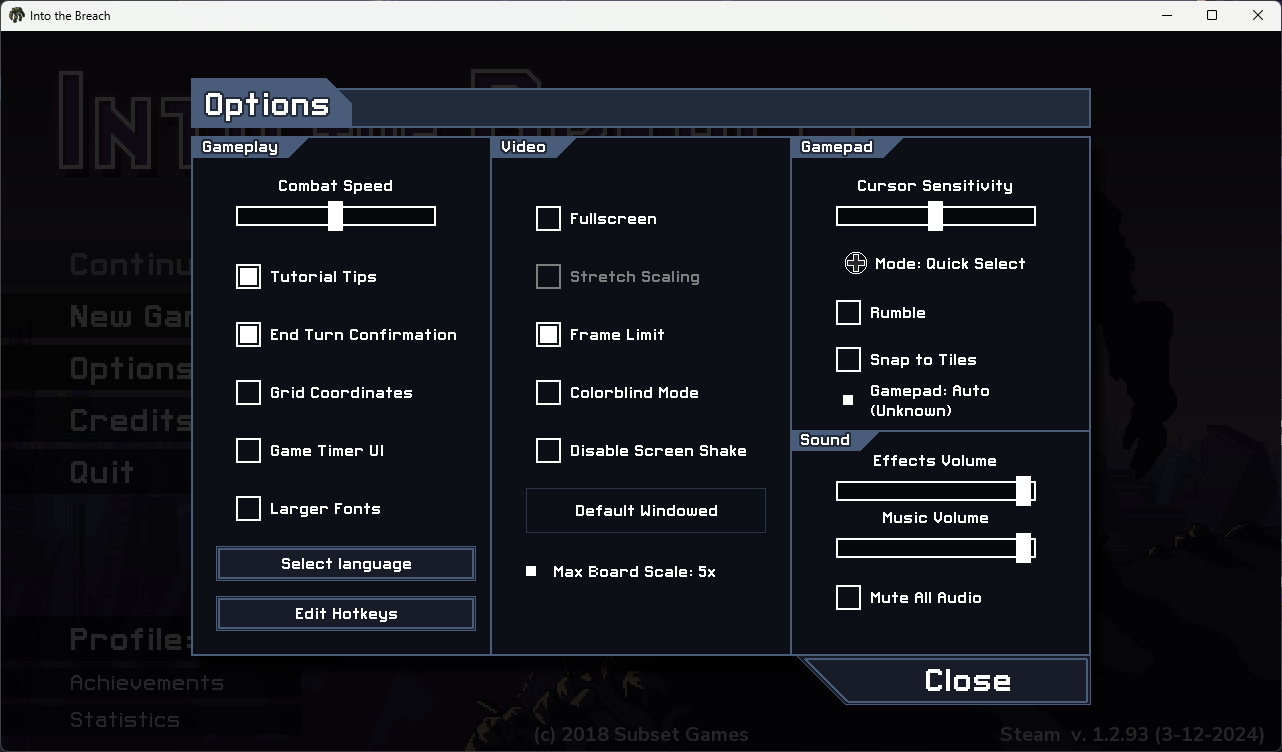 Into the Breach
Options
Gameplay
Combat Speed
Tutorial Tips
End Turn Confirmation
Grid Coordinates
Game Timer UI
Larger Fonts
Select language
Edit Hotkeys
Video
Fullscreen
Stretch Scaling
Frame Limit
Colorblind Mode
Disable Screen Shake
Default Windowed
Max Board Scale: 5x
Gamepad
Cursor Sensitivity
Mode: Quick Select
Rumble
Snap to Tiles
Gamepad: Auto
(Unknown)
Sound
Effects Volume
Music Volume
Mute All Audio
Close
Continu
New Gam
Options
Credits
Quit
Profile:
Achievements
Statistics
(c) 2018 Subset Games
Steam v. 1.2.93 (3-12-2024)